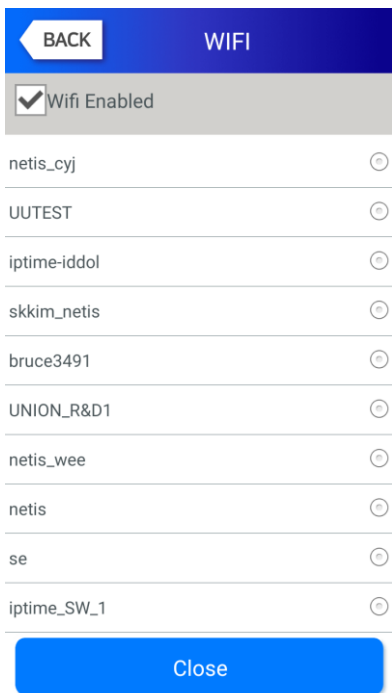 BACK WIFI
Wifi Enabled
netis_cyj
UUTEST
iptime-iddol
skkim_netis
bruce3491
UNION_R&D1
netis_wee
netis
se
iptime_SW_1
Close